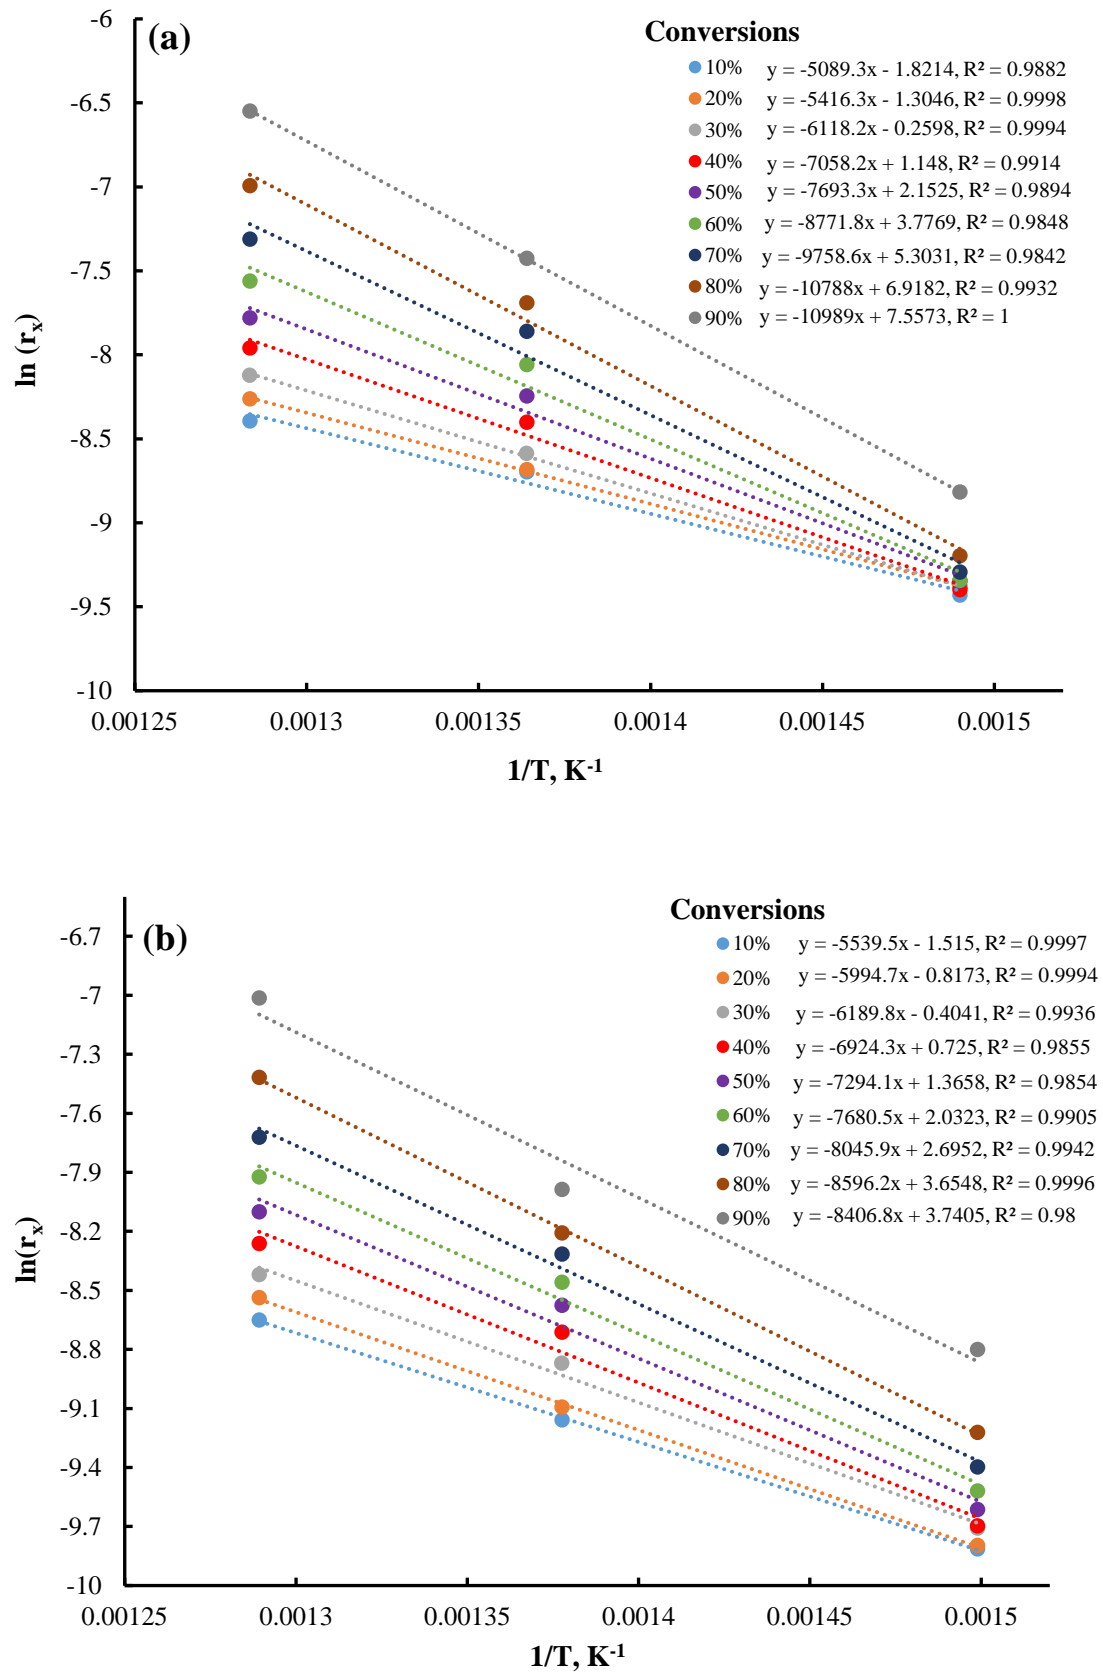 (a)
Conversions
10% y = -5089.3x - 1.8214, R² = 0.9882
20% y = -5416.3x - 1.3046, R² = 0.9998
30% y = -6118.2x - 0.2598, R² = 0.9994
40% y = -7058.2x + 1.148, R² = 0.9914
50% y = -7693.3x + 2.1525, R² = 0.9894
60% y = -8771.8x + 3.7769, R² = 0.9848
70% y = -9758.6x + 5.3031, R² = 0.9842
80% y = -10788x + 6.9182, R² = 0.9932
90% y = -10989x + 7.5573, R² = 1
-6
-6.5
-7
-7.5
-8
-8.5
-9
-9.5
-10
ln (rₓ)
0.00125 0.0013 0.00135 0.0014 0.00145 0.0015
1/T, K⁻¹
(b)
Conversions
10% y = -5539.5x - 1.515, R² = 0.9997
20% y = -5994.7x - 0.8173, R² = 0.9994
30% y = -6189.8x - 0.4041, R² = 0.9936
40% y = -6924.3x + 0.725, R² = 0.9855
50% y = -7294.1x + 1.3658, R² = 0.9854
60% y = -7680.5x + 2.0323, R² = 0.9905
70% y = -8045.9x + 2.6952, R² = 0.9942
80% y = -8596.2x + 3.6548, R² = 0.9996
90% y = -8406.8x + 3.7405, R² = 0.98
-6.7
-7
-7.3
-7.6
-7.9
-8.2
-8.5
-8.8
-9.1
-9.4
-9.7
-10
ln(rₓ)
0.00125 0.0013 0.00135 0.0014 0.00145 0.0015
1/T, K⁻¹